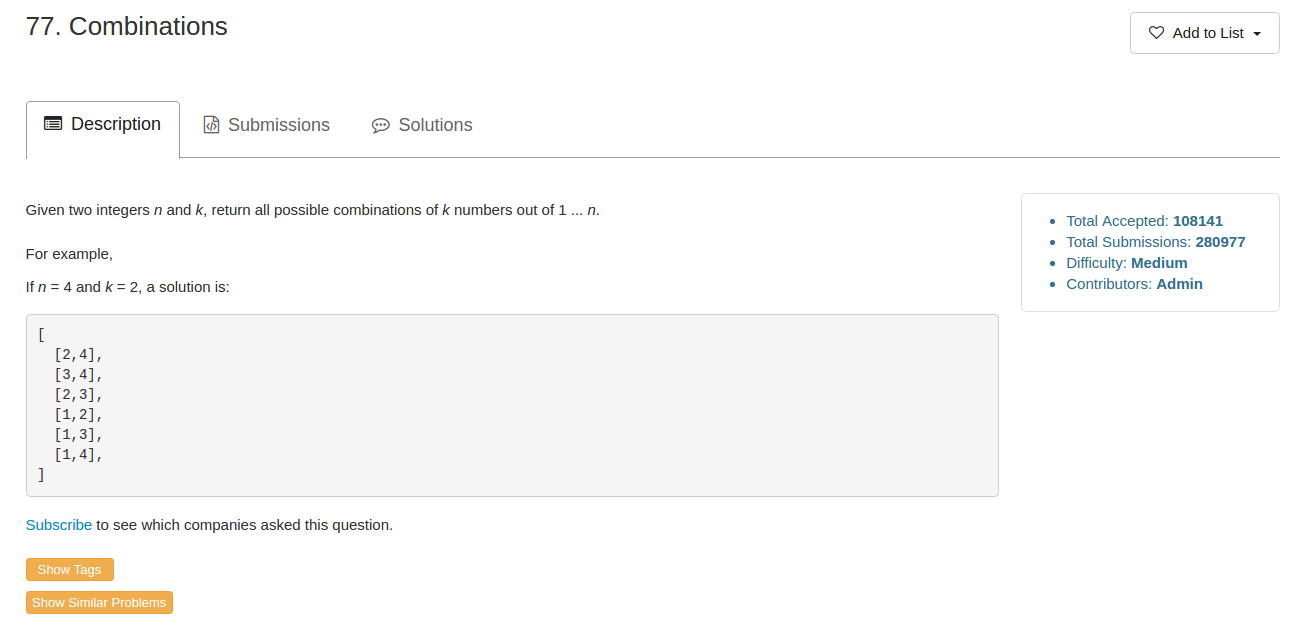 77. Combinations
Add to List
Description
Submissions
Solutions
Given two integers n and k, return all possible combinations of k numbers out of 1 ... n.
For example,
If n = 4 and k = 2, a solution is:
[
  [2,4],
  [3,4],
  [2,3],
  [1,2],
  [1,3],
  [1,4],
]
Total Accepted: 108141
Total Submissions: 280977
Difficulty: Medium
Contributors: Admin
Subscribe to see which companies asked this question.
Show Tags
Show Similar Problems